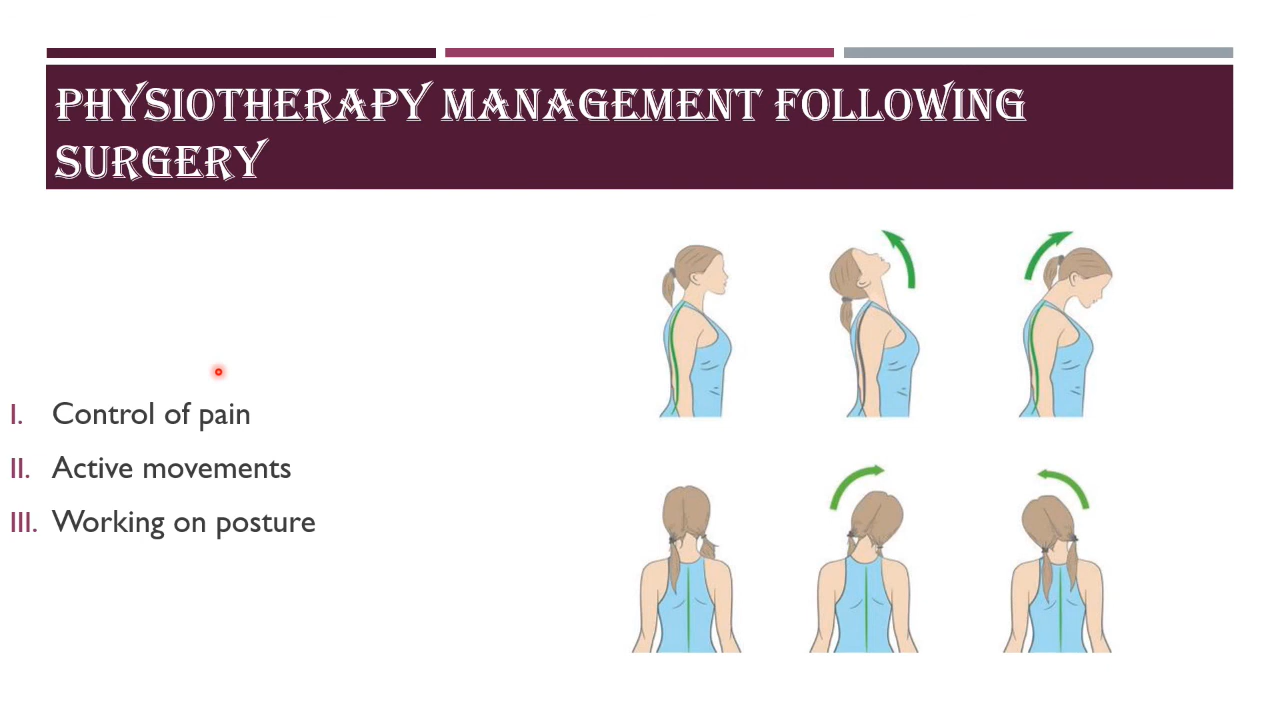 PHYSIOTHERAPY MANAGEMENT FOLLOWING
SURGERY
I. Control of pain
II. Active movements
III. Working on posture